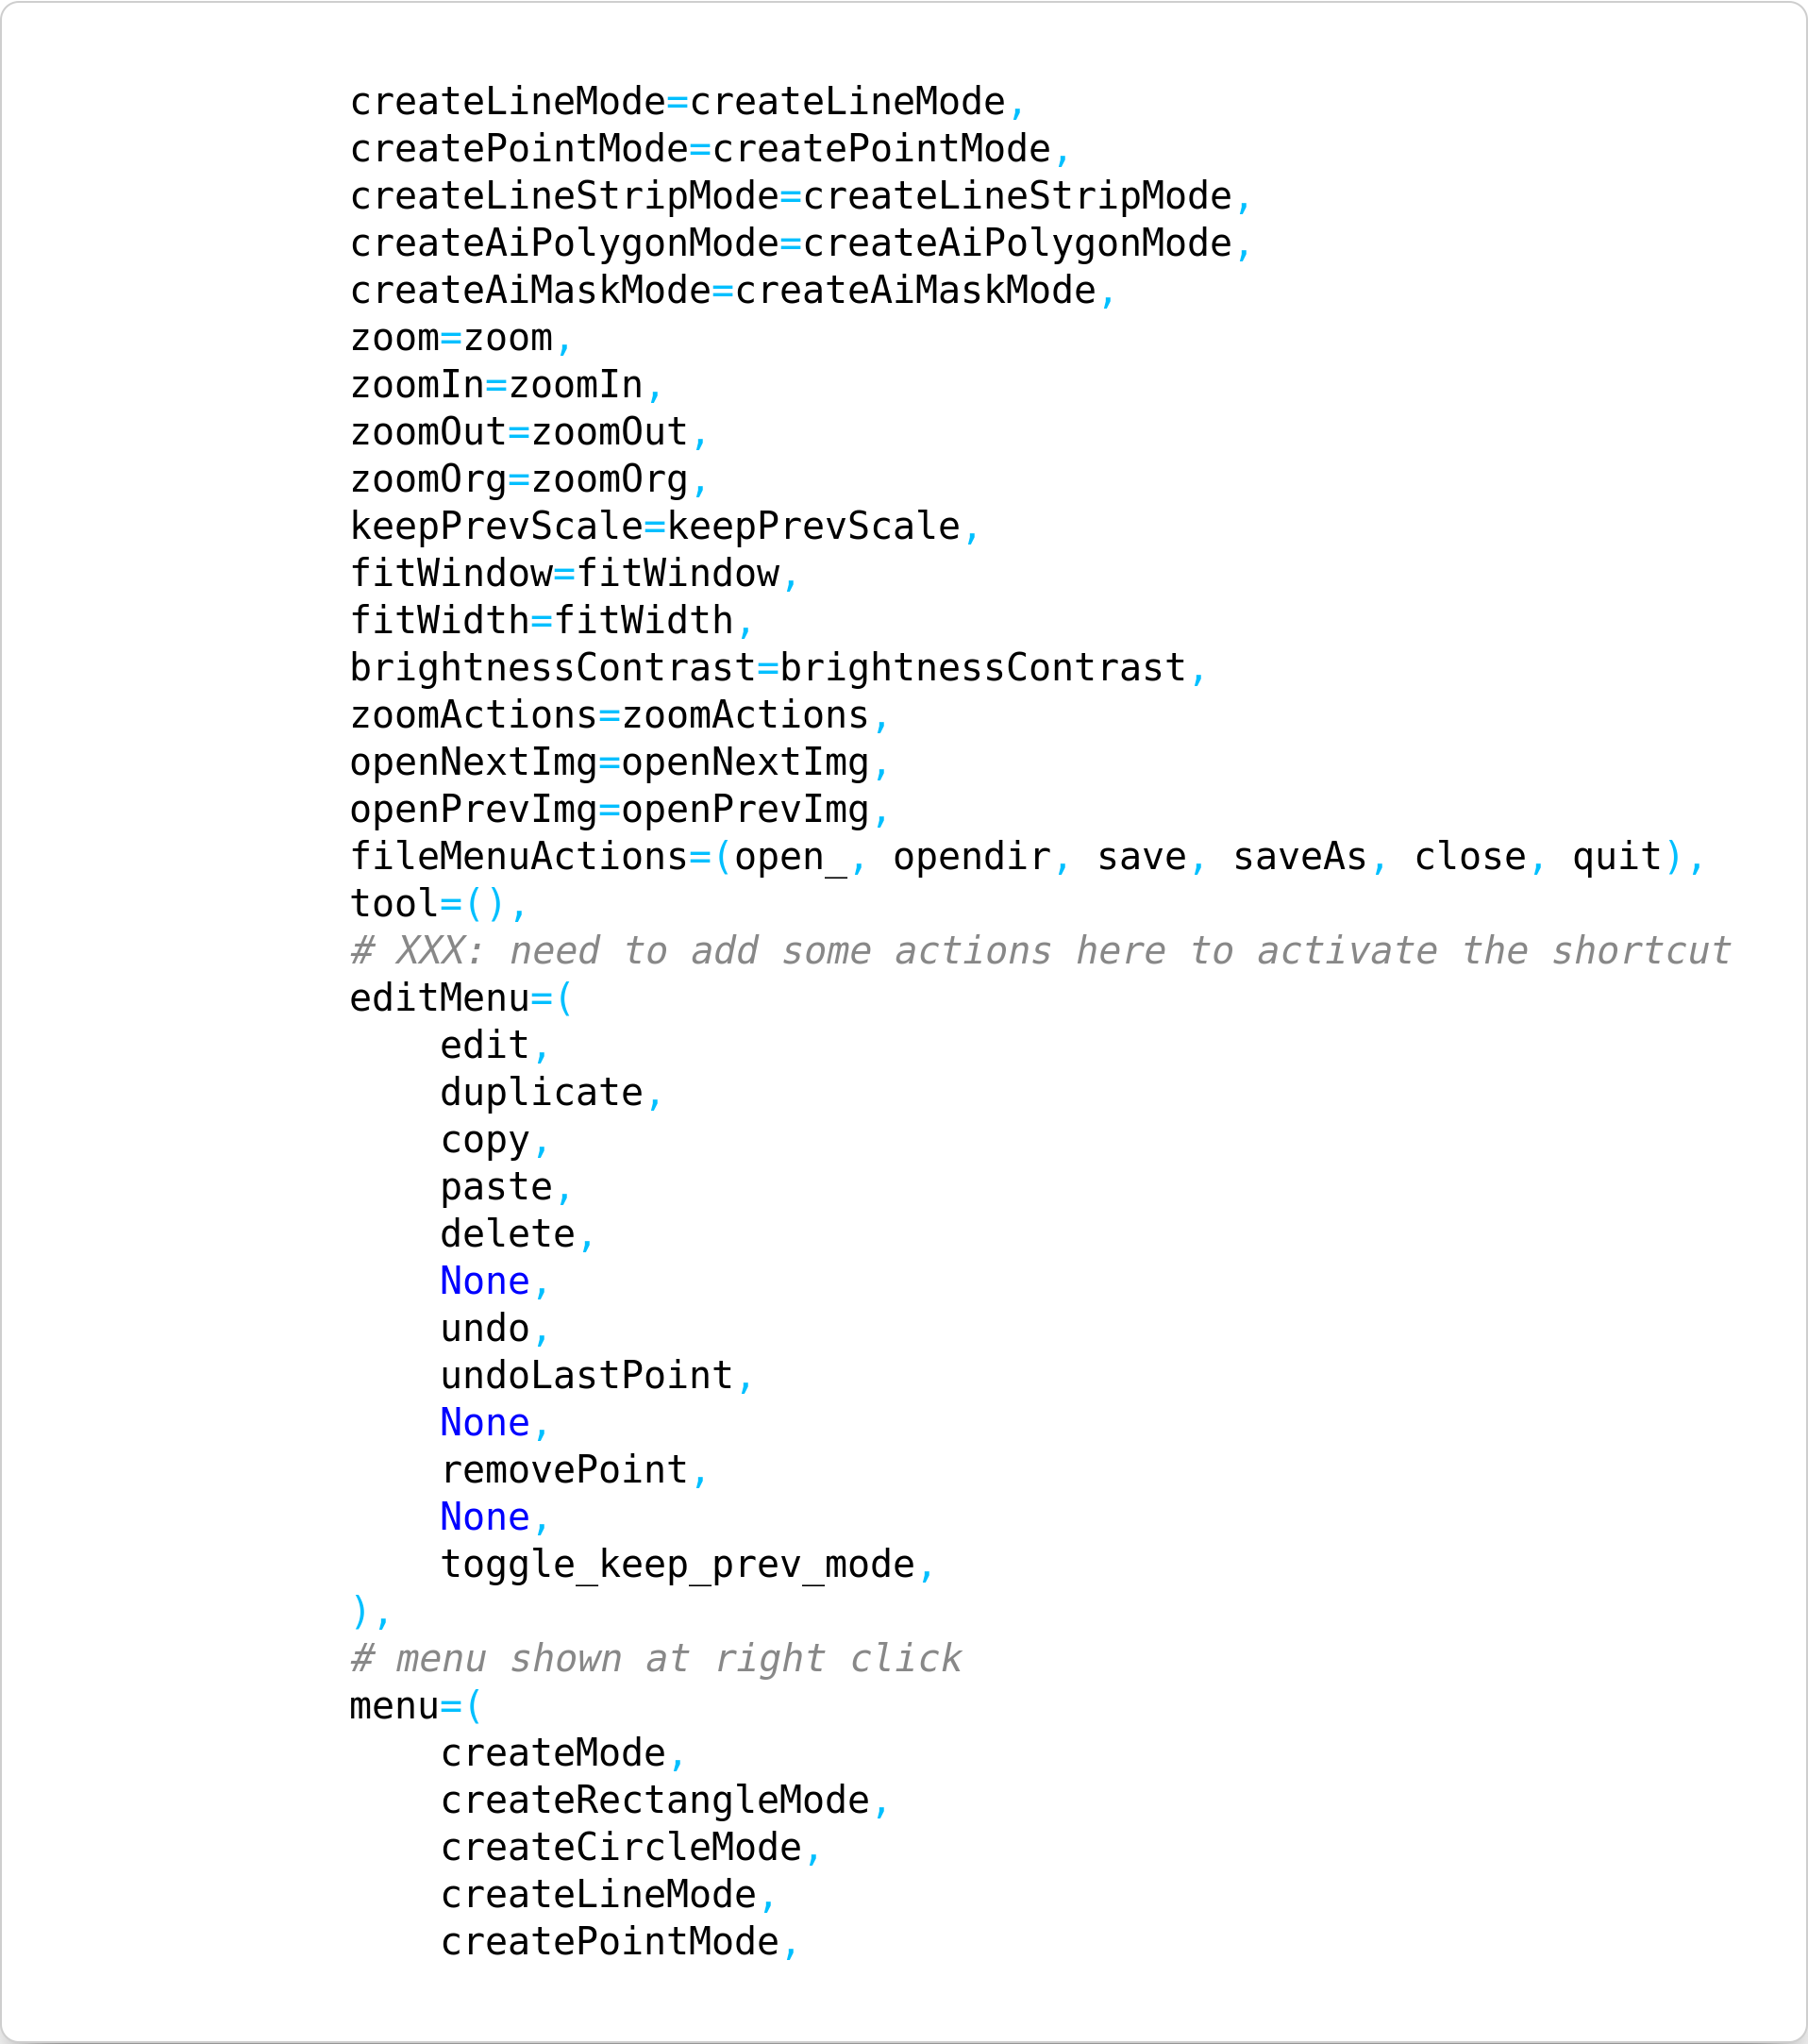 createLineMode=createLineMode,
createPointMode=createPointMode,
createLineStripMode=createLineStripMode,
createAiPolygonMode=createAiPolygonMode,
createAiMaskMode=createAiMaskMode,
zoom=zoom,
zoomIn=zoomIn,
zoomOut=zoomOut,
zoomOrg=zoomOrg,
keepPrevScale=keepPrevScale,
fitWindow=fitWindow,
fitWidth=fitWidth,
brightnessContrast=brightnessContrast,
zoomActions=zoomActions,
openNextImg=openNextImg,
openPrevImg=openPrevImg,
fileMenuActions=(open_, opendir, save, saveAs, close, quit),
tool=(),
# XXX: need to add some actions here to activate the shortcut
editMenu=(
    edit,
    duplicate,
    copy,
    paste,
    delete,
    None,
    undo,
    undoLastPoint,
    None,
    removePoint,
    None,
    toggle_keep_prev_mode,
),
# menu shown at right click
menu=(
    createMode,
    createRectangleMode,
    createCircleMode,
    createLineMode,
    createPointMode,